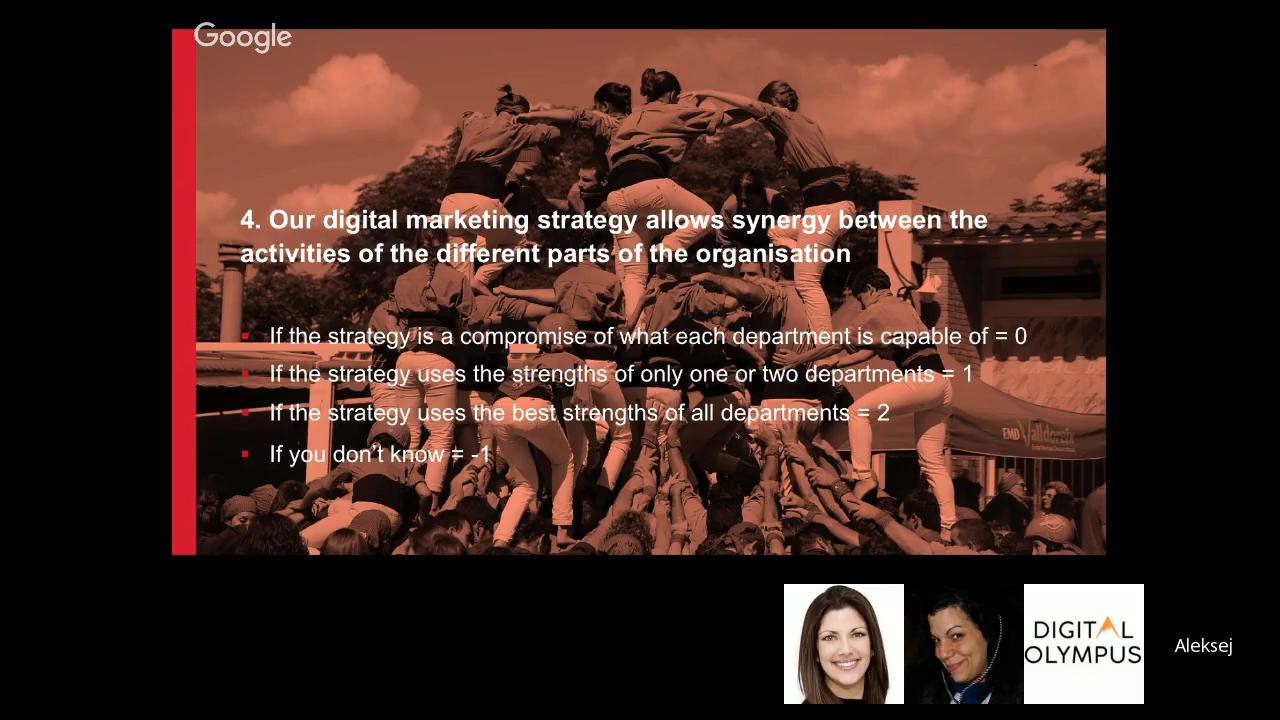 Google
4. Our digital marketing strategy allows synergy between the
activities of the different parts of the organisation
If the strategy is a compromise of what each department is capable of = 0
If the strategy uses the strengths of only one or two departments = 1
If the strategy uses the best strengths of all departments = 2
If you don’t know = -1
EMD Valldoreix
DIGITAL
OLYMPUS
Aleksej